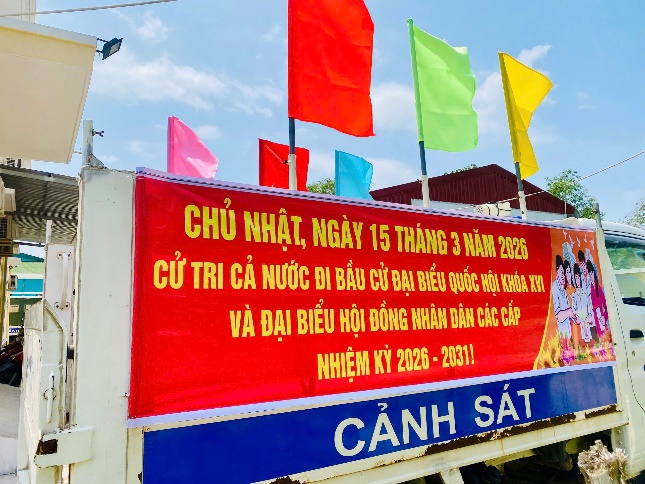 CHỦ NHẬT, NGÀY 15 THÁNG 3 NĂM 2026
CỬ TRI CẢ NƯỚC ĐI BẦU CỬ ĐẠI BIỂU QUỐC HỘI KHÓA XVI
VÀ ĐẠI BIỂU HỘI ĐỒNG NHÂN DÂN CÁC CẤP
NHIỆM KỲ 2026 - 2031!
CẢNH SÁT